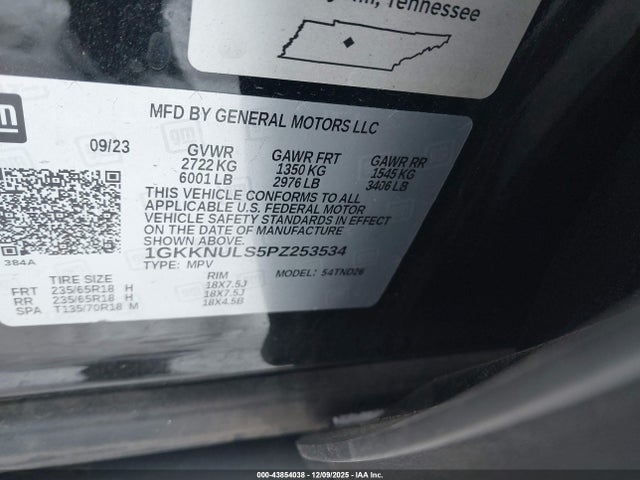 Tennessee
gm
MFD BY GENERAL MOTORS LLC
09/23
GVWR GAWR FRT GAWR RR
2722 KG 1350 KG 1545 KG
6001 LB 2976 LB 3406 LB
THIS VEHICLE CONFORMS TO ALL
APPLICABLE U.S. FEDERAL MOTOR
VEHICLE SAFETY STANDARDS IN EFFECT
ON THE DATE OF MANUFACTURE
SHOWN ABOVE.
384A
1GKKNULS5PZ253534
TYPE: MPV MODEL: 54TND26
TIRE SIZE RIM
FRT 235/65R18 H 18X7.5J
RR 235/65R18 H 18X7.5J
SPA T135/70R18 M 18X4.5B
000-43854038 - 12/09/2025 - IAA Inc.